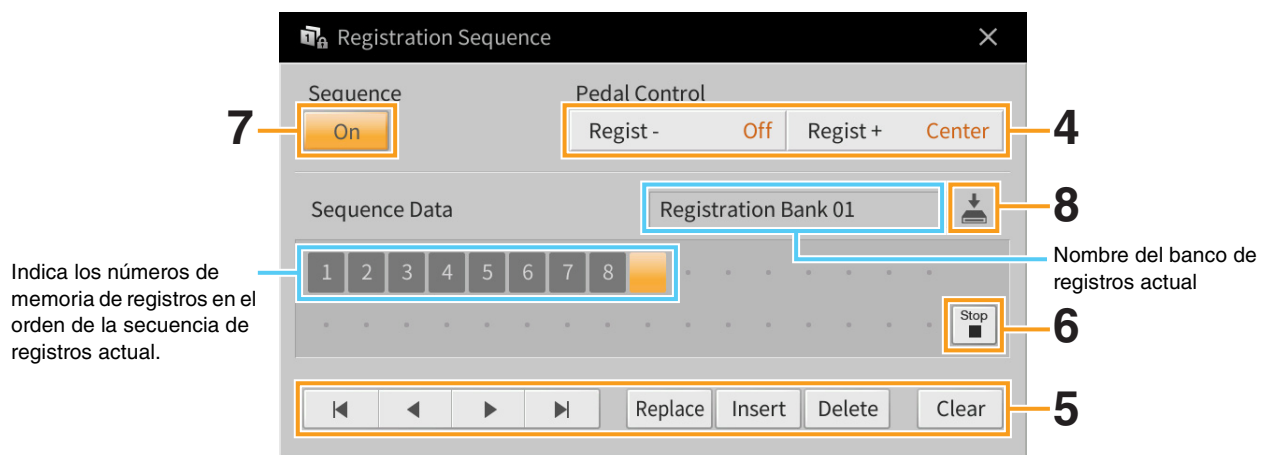 Registration Sequence
Sequence
Pedal Control
7
On
Regist -
Off
Regist +
Center
4
Sequence Data
Registration Bank 01
8
Indica los números de
memoria de registros en el
orden de la secuencia de
registros actual.
1 2 3 4 5 6 7 8
Nombre del banco de
registros actual
Stop
6
Replace
Insert
Delete
Clear
5